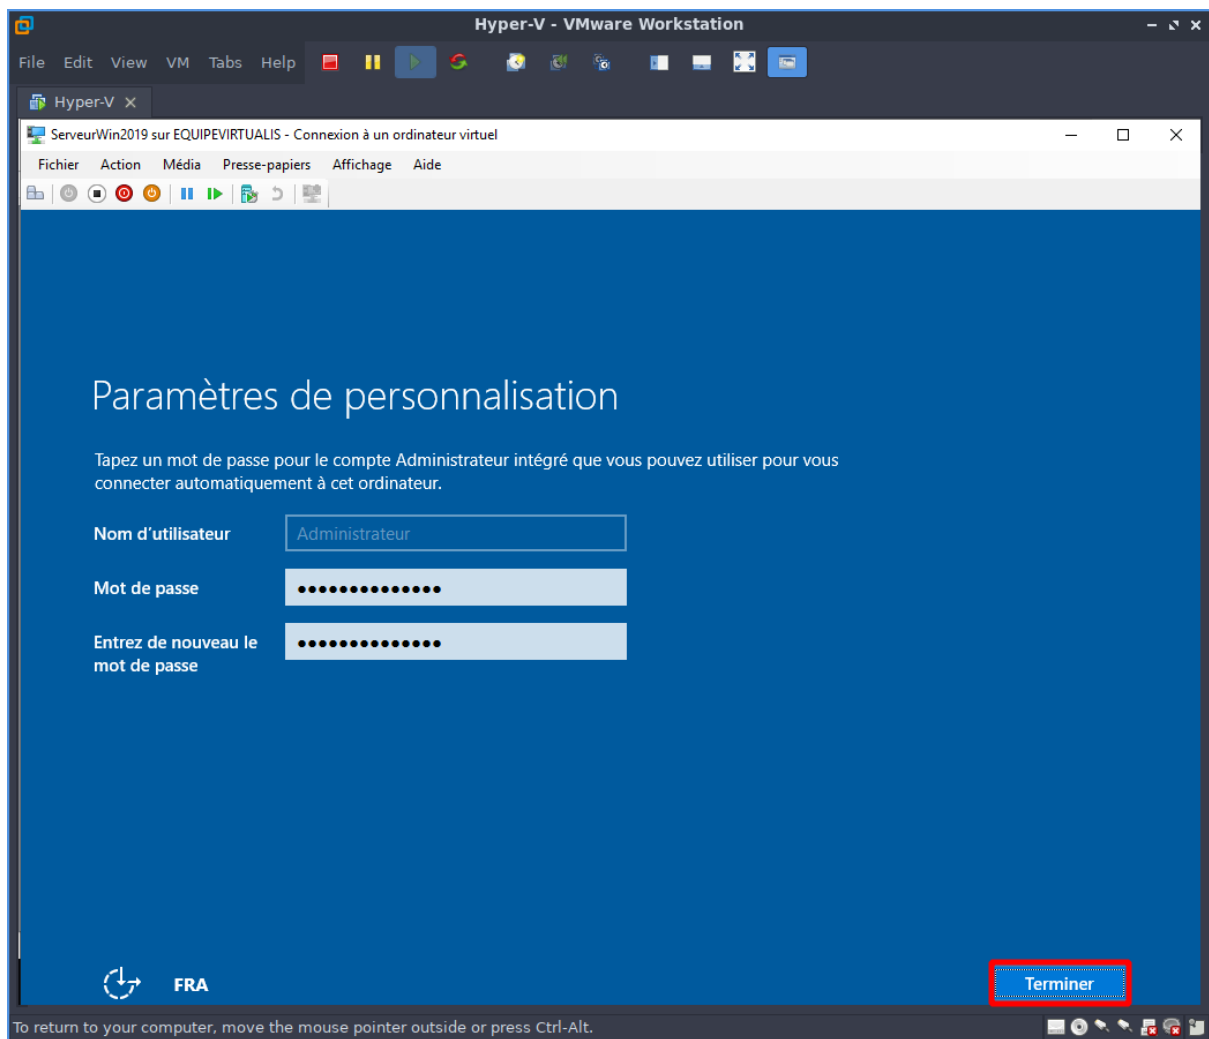 Hyper-V - VMware Workstation
File Edit View VM Tabs Help
Hyper-V
ServeurWin2019 sur EQUIPEVIRTUALIS - Connexion à un ordinateur virtuel
Fichier Action Média Presse-papiers Affichage Aide
Paramètres de personnalisation
Tapez un mot de passe pour le compte Administrateur intégré que vous pouvez utiliser pour vous
connecter automatiquement à cet ordinateur.
Nom d'utilisateur Administrateur
Mot de passe ••••••••••••••
Entrez de nouveau le ••••••••••••••
mot de passe
FRA Terminer
To return to your computer, move the mouse pointer outside or press Ctrl-Alt.